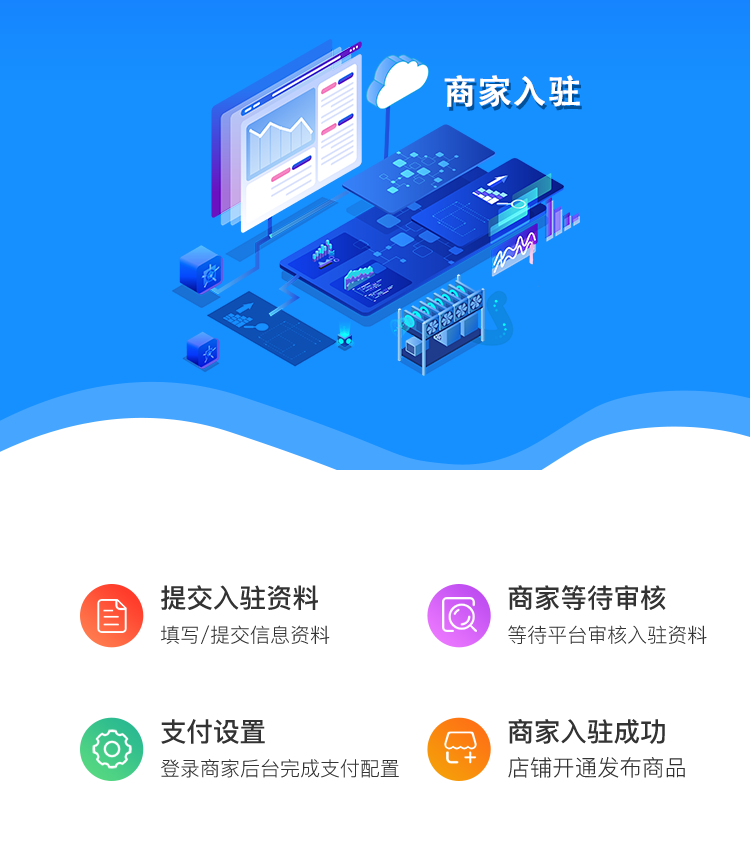 商家入驻
提交入驻资料
填写/提交信息资料
商家等待审核
等待平台审核入驻资料
支付设置
登录商家后台完成支付配置
商家入驻成功
店铺开通发布商品